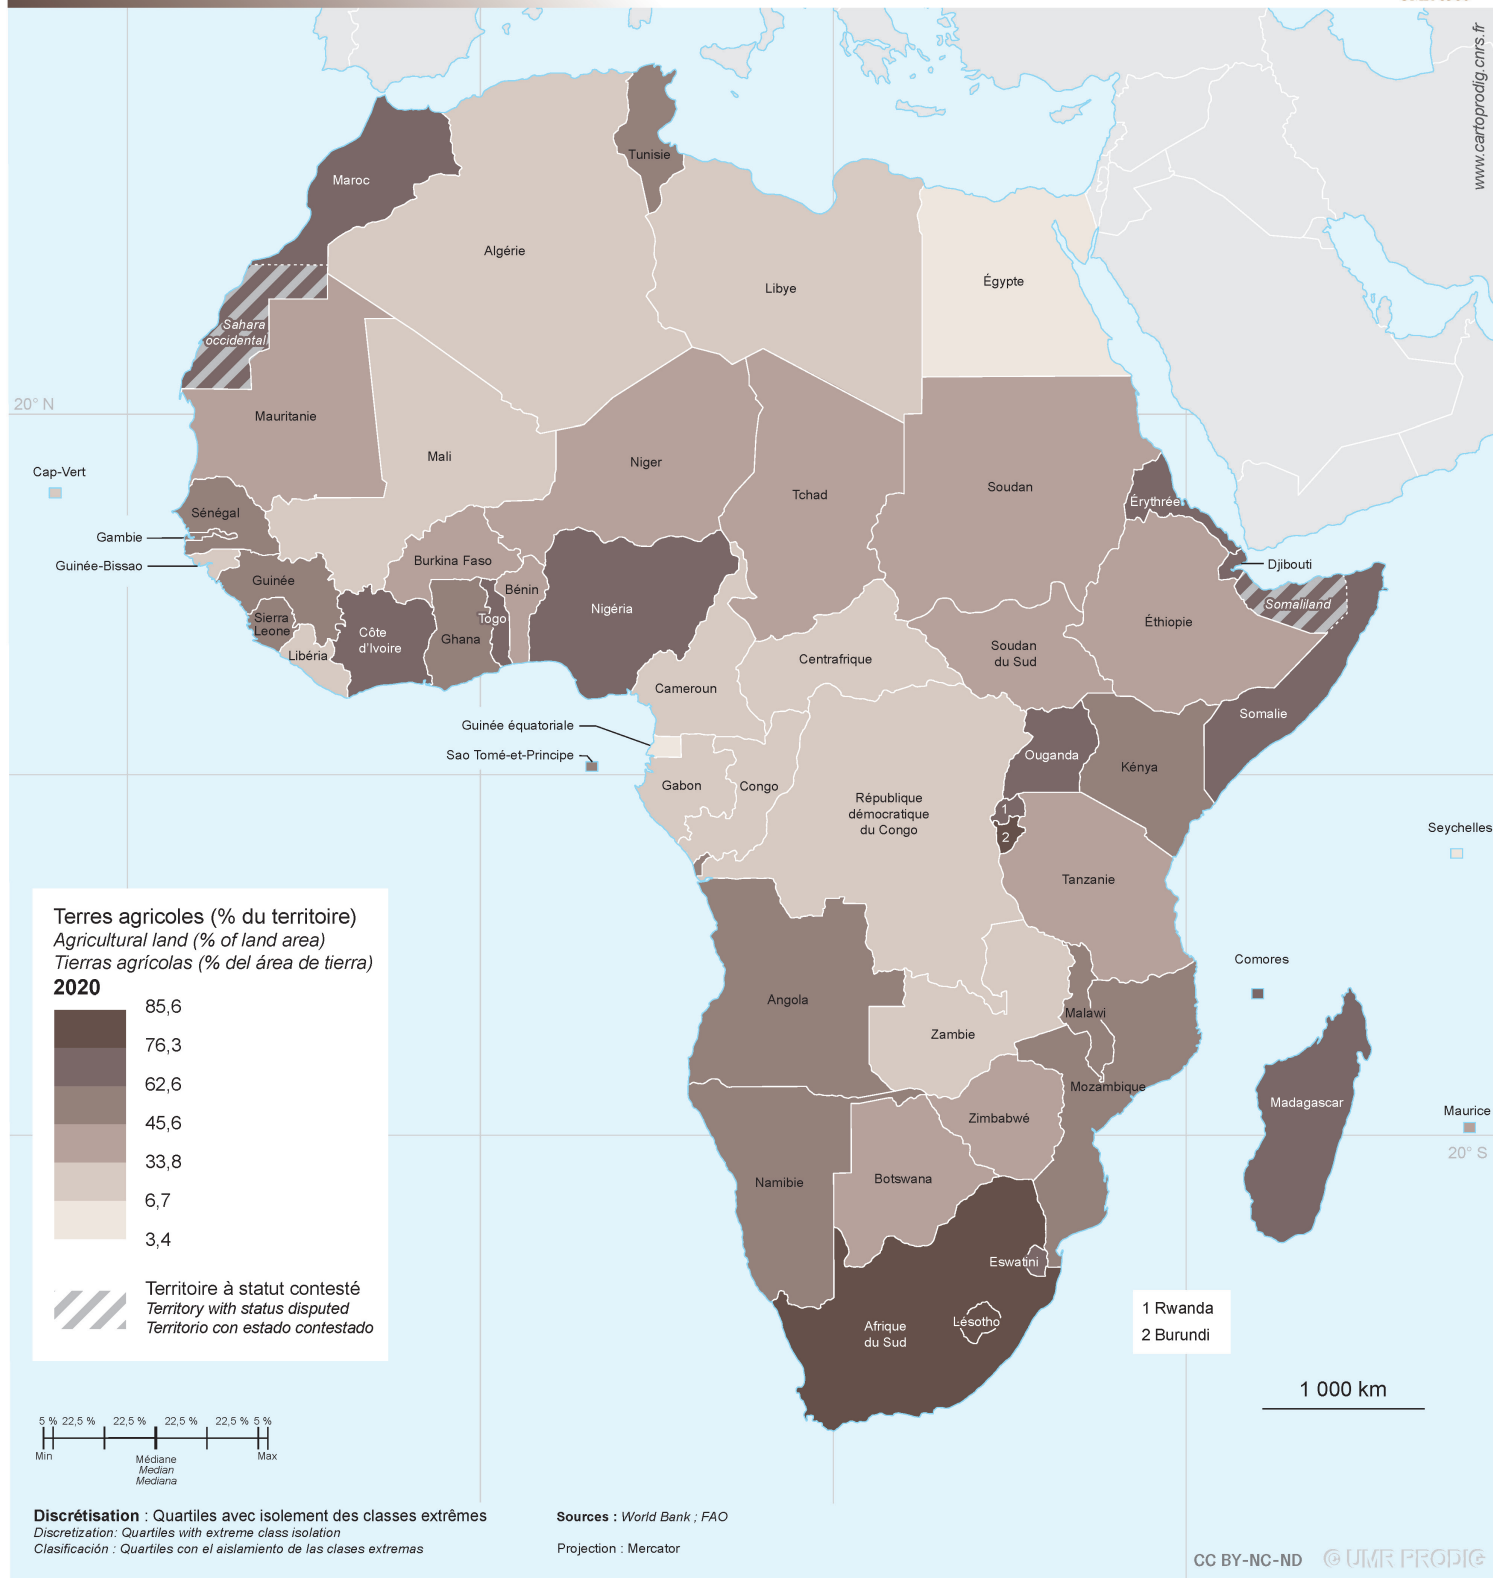 www.cartoprodig.cnrs.fr
Tunisie
Maroc
Algérie
Libye
Égypte
Sahara
occidental
20° N
Mauritanie
Mali
Niger
Tchad
Soudan
Cap-Vert
Érythrée
Sénégal
Gambie
Guinée-Bissao
Guinée
Burkina Faso
Bénin
Nigéria
Djibouti
Somaliland
Sierra
Leone
Côte
d'Ivoire
Ghana
Togo
Libéria
Éthiopie
Soudan
du Sud
Centrafrique
Cameroun
Somalie
Guinée équatoriale
Sao Tomé-et-Principe
Ouganda
Kénya
Gabon
Congo
République
démocratique
du Congo
1
2
Seychelles
Tanzanie
Comores
Angola
Malawi
Zambie
Mozambique
Madagascar
Maurice
20° S
Zimbabwé
Namibie
Botswana
Eswatini
Lésotho
Afrique
du Sud
Terres agricoles (% du territoire)
Agricultural land (% of land area)
Tierras agrícolas (% del área de tierra)
2020
85,6
76,3
62,6
45,6
33,8
6,7
3,4
Territoire à statut contesté
Territory with status disputed
Territorio con estado contestado
1 Rwanda
2 Burundi
1 000 km
5 % 22,5 % 22,5 % 22,5 % 22,5 % 5 %
Min Max
Médiane
Median
Mediana
Discrétisation : Quartiles avec isolement des classes extrêmes
Discretization: Quartiles with extreme class isolation
Clasificación : Quartiles con el aislamiento de las clases extremas
Sources : World Bank ; FAO
Projection : Mercator
CC BY-NC-ND © UMR PRODIG